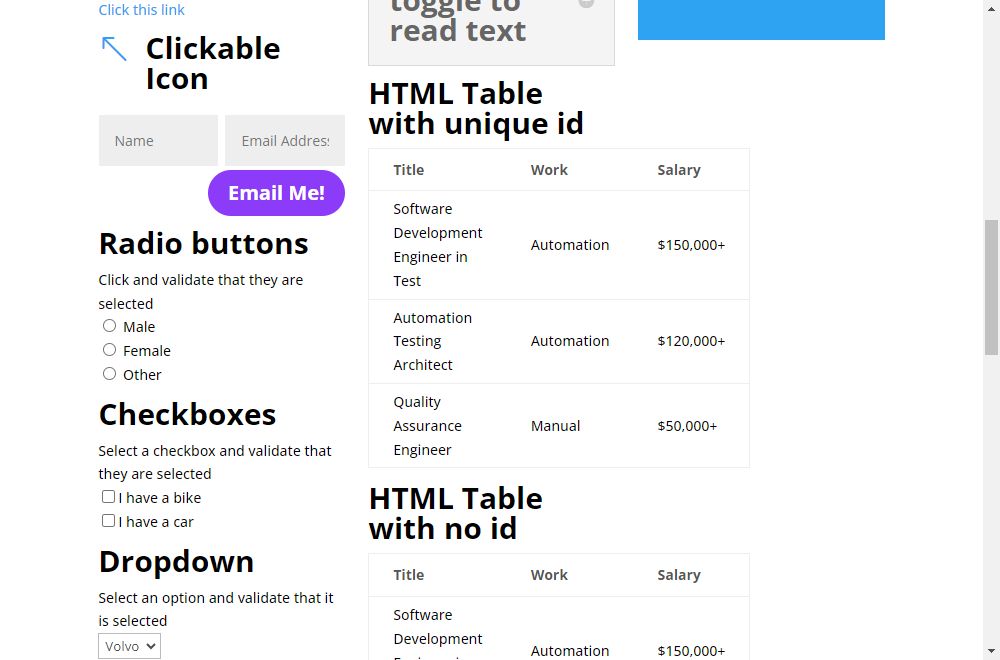 Click this link
Clickable
Icon
Name
Email Address
Email Me!
Radio buttons
Click and validate that they are
selected
Male
Female
Other
Checkboxes
Select a checkbox and validate that
they are selected
I have a bike
I have a car
Dropdown
Select an option and validate that it
is selected
Volvo
toggle to
read text
HTML Table
with unique id
Title Work Salary
Software
Development
Engineer in
Test
Automation
$150,000+
Automation
Testing
Architect
Automation
$120,000+
Quality
Assurance
Engineer
Manual
$50,000+
HTML Table
with no id
Title Work Salary
Software
Development
Automation
$150,000+